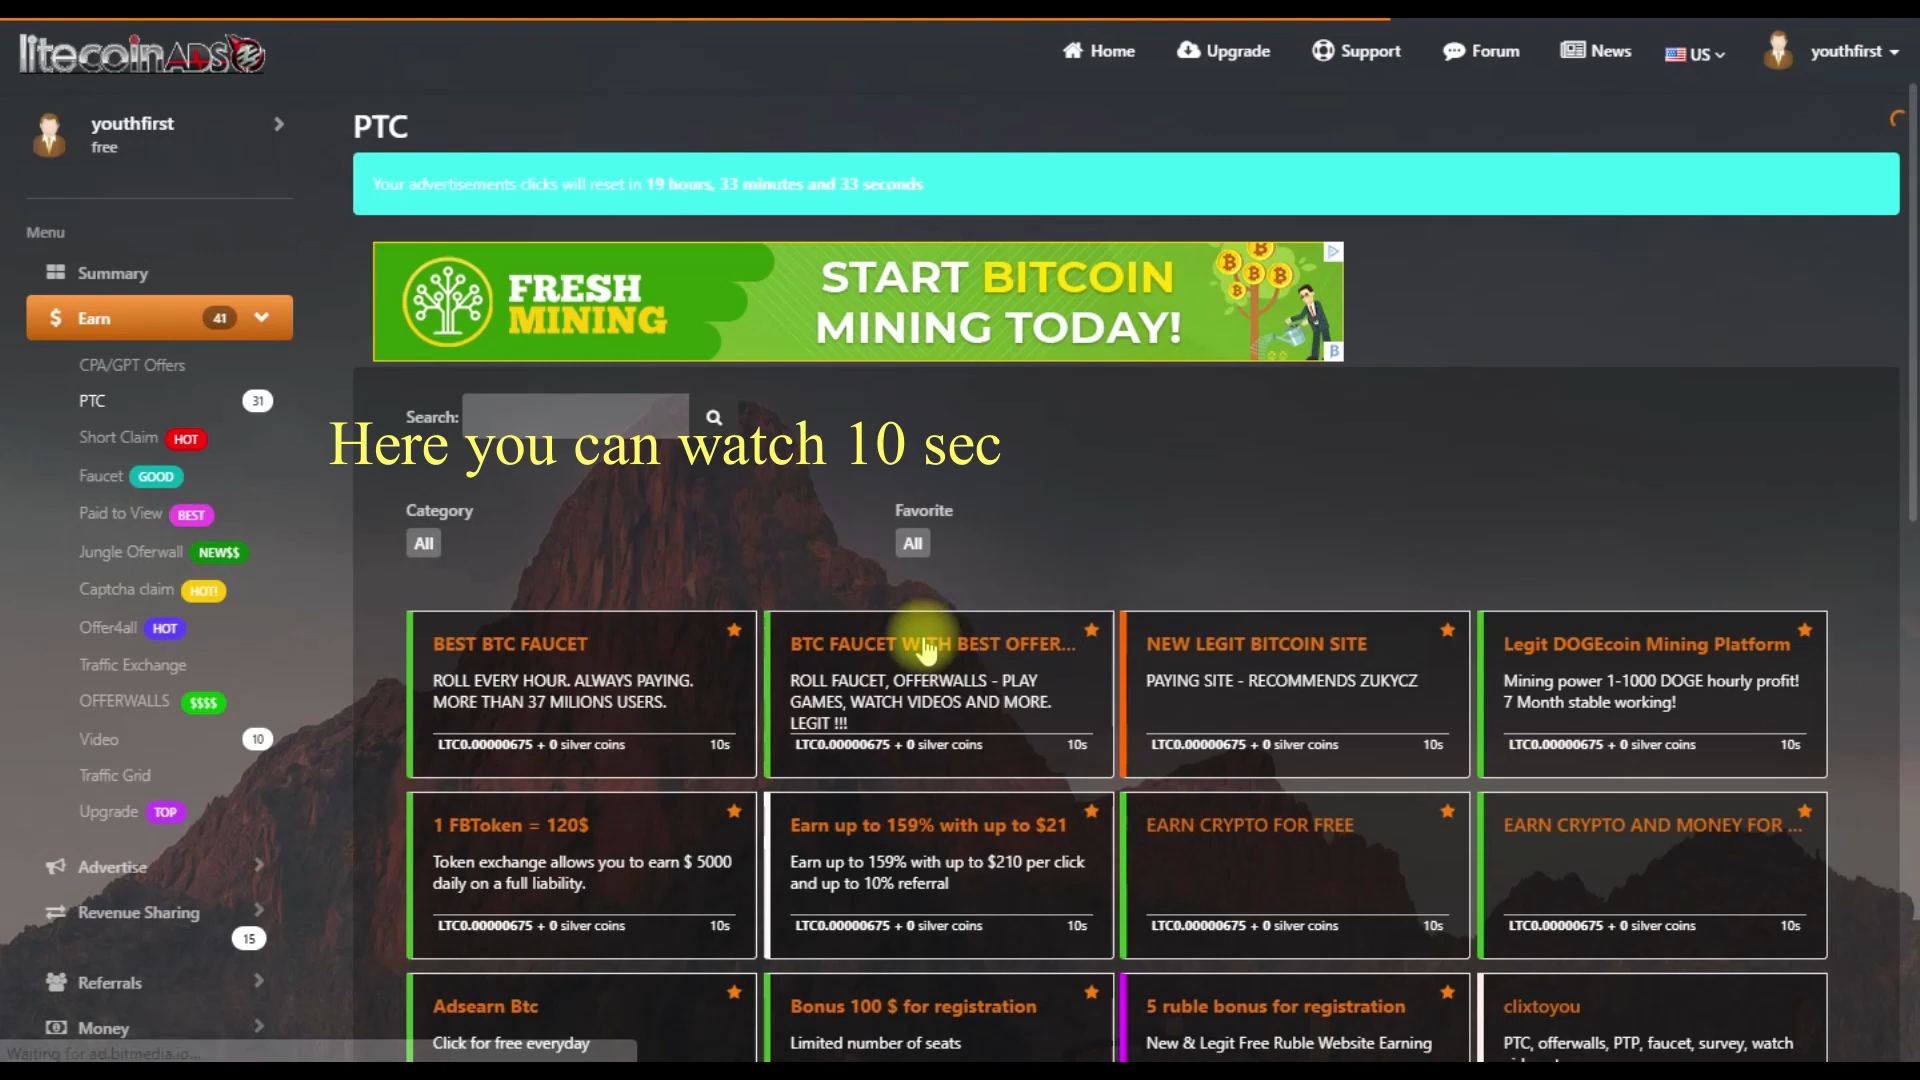 litecoinADS
Home
Upgrade
Support
Forum
News
US
youthfirst
youthfirst
free
PTC
Your advertisements clicks will reset in 19 hours, 33 minutes and 33 seconds
Menu
Summary
$ Earn 41
FRESH
MINING
START BITCOIN
MINING TODAY!
CPA/GPT Offers
PTC 31
Short Claim HOT
Faucet GOOD
Paid to View BEST
Jungle Oferwall NEW$$
Captcha claim HOT!
Offer4all HOT
Traffic Exchange
OFFERWALLS $$$$
Video 10
Traffic Grid
Upgrade TOP
Advertise
Revenue Sharing
15
Referrals
Money
Waiting for ad.bitmedia.io...
Search:
Here you can watch 10 sec
Category
All
Favorite
All
BEST BTC FAUCET
ROLL EVERY HOUR. ALWAYS PAYING.
MORE THAN 37 MILIONS USERS.
LTC0.00000675 + 0 silver coins 10s
BTC FAUCET WITH BEST OFFER...
ROLL FAUCET, OFFERWALLS - PLAY
GAMES, WATCH VIDEOS AND MORE.
LEGIT !!!
LTC0.00000675 + 0 silver coins 10s
NEW LEGIT BITCOIN SITE
PAYING SITE - RECOMMENDS ZUKYCZ
LTC0.00000675 + 0 silver coins 10s
Legit DOGEcoin Mining Platform
Mining power 1-1000 DOGE hourly profit!
7 Month stable working!
LTC0.00000675 + 0 silver coins 10s
1 FBToken = 120$
Token exchange allows you to earn $ 5000
daily on a full liability.
LTC0.00000675 + 0 silver coins 10s
Earn up to 159% with up to $21
Earn up to 159% with up to $210 per click
and up to 10% referral
LTC0.00000675 + 0 silver coins 10s
EARN CRYPTO FOR FREE
LTC0.00000675 + 0 silver coins 10s
EARN CRYPTO AND MONEY FOR ...
LTC0.00000675 + 0 silver coins 10s
Adsearn Btc
Click for free everyday
Bonus 100 $ for registration
Limited number of seats
5 ruble bonus for registration
New & Legit Free Ruble Website Earning
clixtoyou
PTC, offerwalls, PTP, faucet, survey, watch